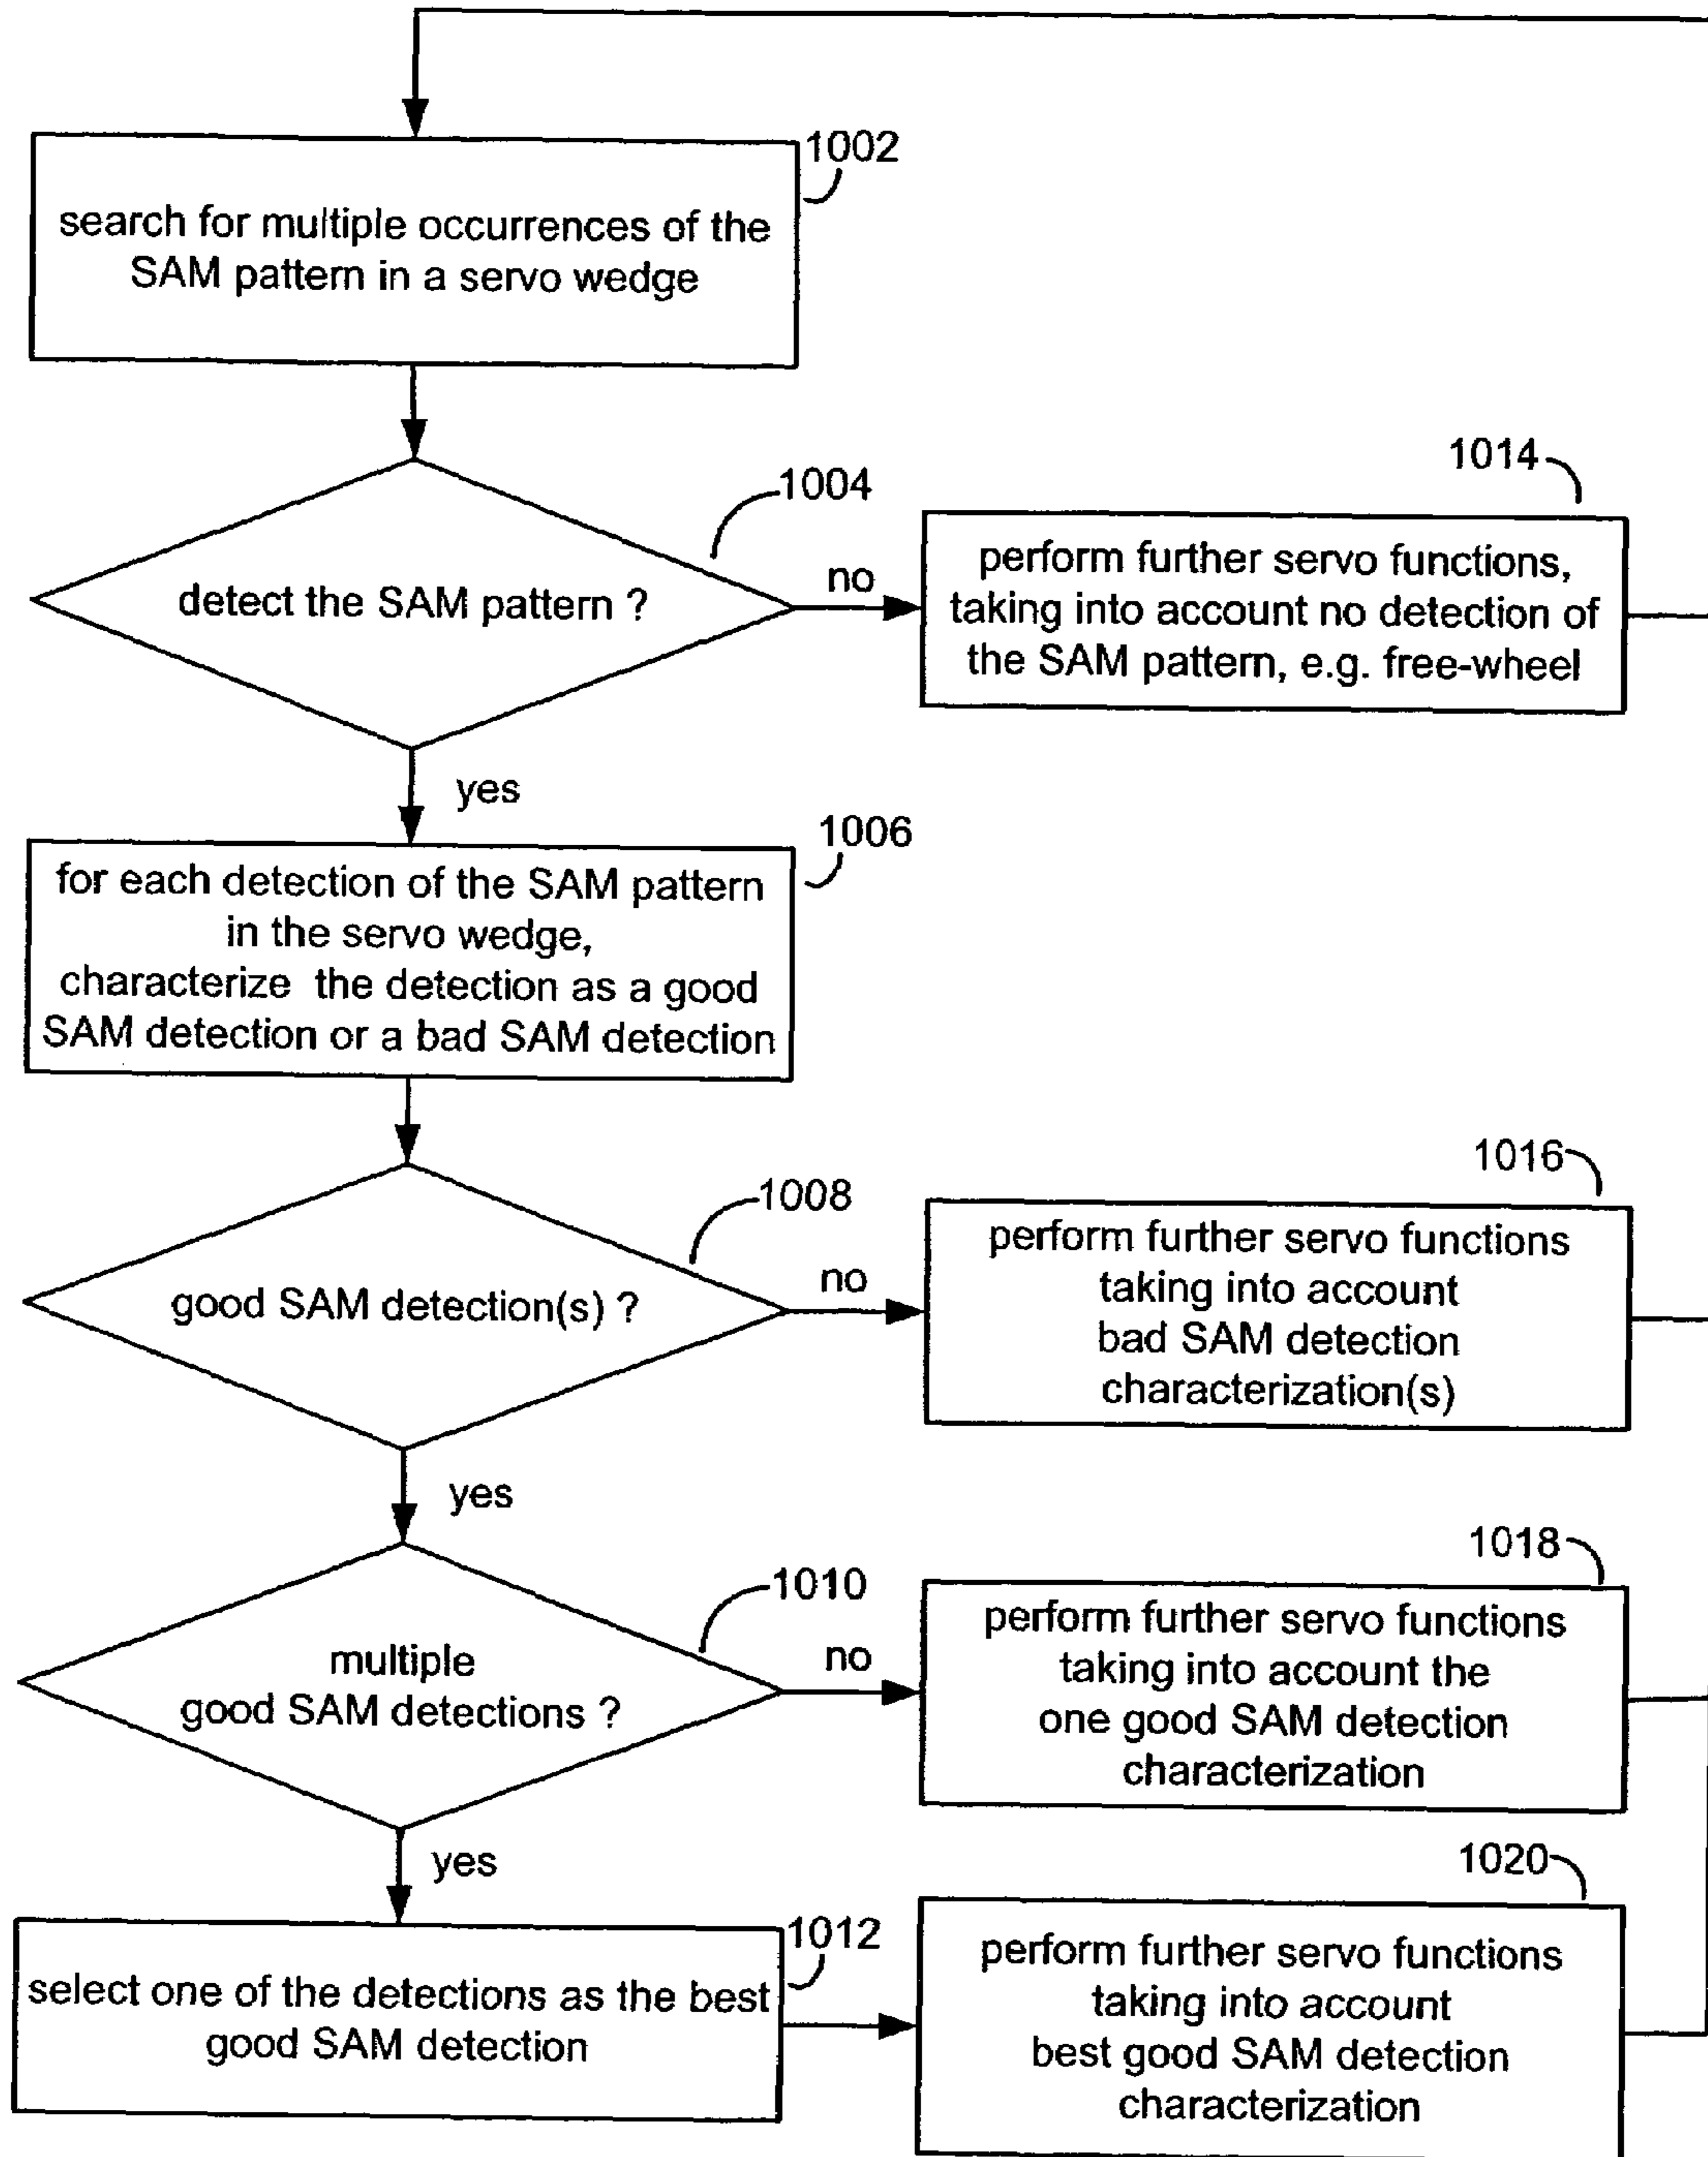 1002
search for multiple occurrences of the
SAM pattern in a servo wedge
1004
detect the SAM pattern ?
no
1014
perform further servo functions,
taking into account no detection of
the SAM pattern, e.g. free-wheel
yes
1006
for each detection of the SAM pattern
in the servo wedge,
characterize the detection as a good
SAM detection or a bad SAM detection
1008
good SAM detection(s) ?
no
1016
perform further servo functions
taking into account
bad SAM detection
characterization(s)
yes
1010
multiple
good SAM detections ?
no
1018
perform further servo functions
taking into account the
one good SAM detection
characterization
yes
1012
select one of the detections as the best
good SAM detection
1020
perform further servo functions
taking into account
best good SAM detection
characterization